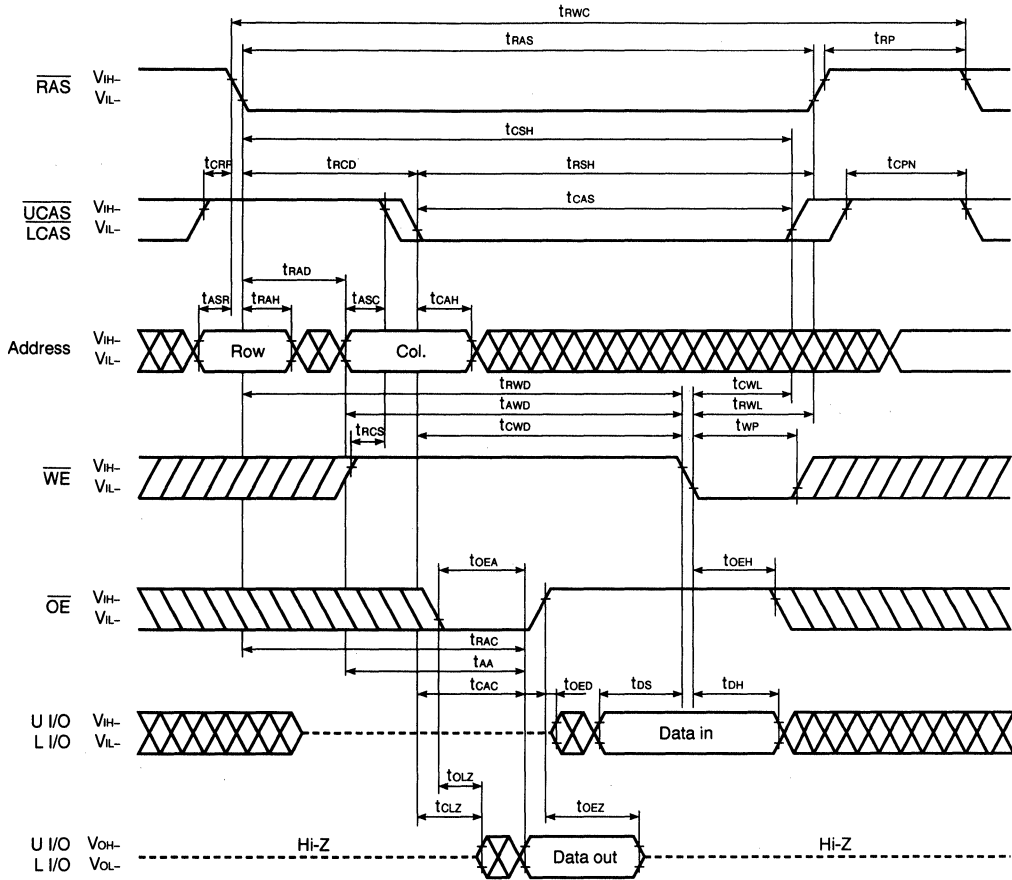 tRWC
tRAS
tRP
RAS
VIH–
VIL–
tCSH
tCRP
tRCD
tRSH
tCPN
UCAS
LCAS
VIH–
VIL–
tCAS
tRAD
tASR
tRAH
tASC
tCAH
Address
VIH–
VIL–
Row
Col.
tRWD
tCWL
tAWD
tRWL
tRCS
tCWD
tWP
WE
VIH–
VIL–
tOEA
tOEH
OE
VIH–
VIL–
tRAC
tAA
tCAC
tOED
tDS
tDH
U I/O
L I/O
VIH–
VIL–
Data in
tOLZ
tCLZ
tOEZ
U I/O
L I/O
VOH–
VOL–
Hi-Z
Data out
Hi-Z